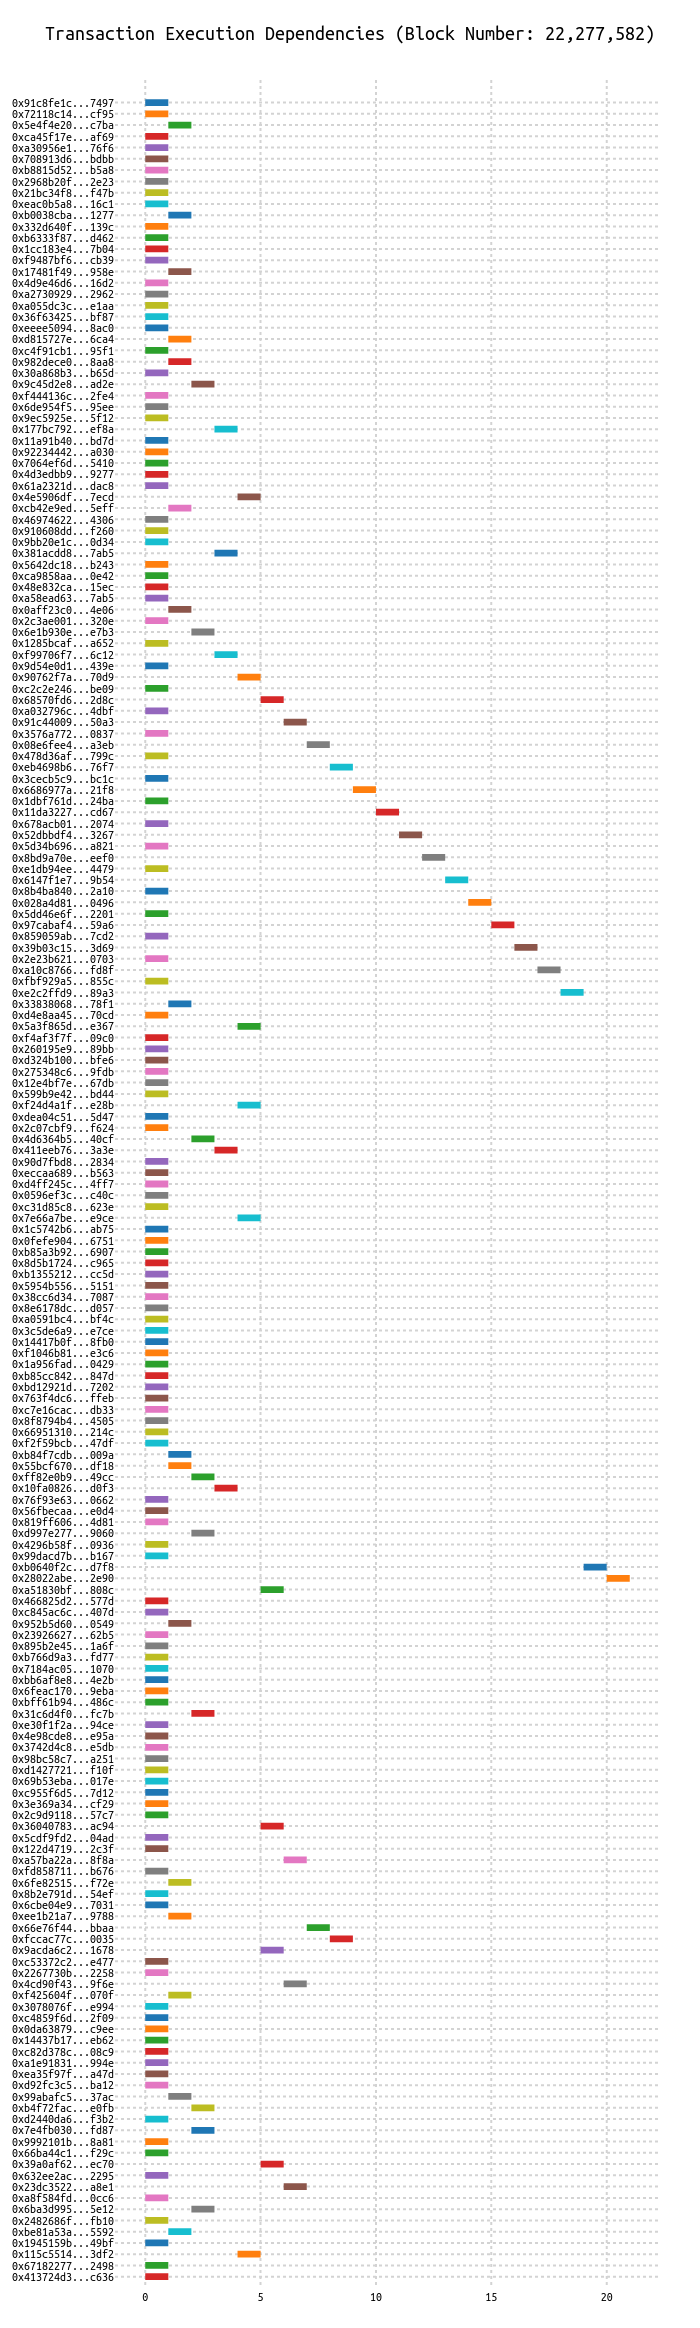 Transaction Execution Dependencies (Block Number: 22,277,582)
0x91c8fe1c...7497
0x72118c14...cf95
0x5e4f4e20...c7ba
0xca45f17e...af69
0xa30956e1...76f6
0x708913d6...bdbb
0xb8815d52...b5a8
0x2968b20f...2e23
0x21bc34f8...f47b
0xeac0b5a8...16c1
0xb0038cba...1277
0x332d640f...139c
0xb6333f87...d462
0x1cc183e4...7b04
0xf9487bf6...cb39
0x17481f49...958e
0x4d9e46d6...16d2
0xa2730929...2962
0xa055dc3c...e1aa
0x36f63425...bf87
0xeeee5094...8ac0
0xd815727e...6ca4
0xc4f91cb1...95f1
0x982dece0...8aa8
0x30a868b3...b65d
0x9c45d2e8...ad2e
0xf444136c...2fe4
0x6de954f5...95ee
0x9ec5925e...5f12
0x177bc792...ef8a
0x11a91b40...bd7d
0x92234442...a030
0x7064ef6d...5410
0x4d3edbb9...9277
0x61a2321d...dac8
0x4e5906df...7ecd
0xcb42e9ed...5eff
0x46974622...4306
0x910608dd...f260
0x9bb20e1c...0d34
0x381acdd8...7ab5
0x5642dc18...b243
0xca9858aa...0e42
0x48e832ca...15ec
0xa58ead63...7ab5
0x0aff23c0...4e06
0x2c3ae001...320e
0x6e1b930e...e7b3
0x1285bcaf...a652
0xf99706f7...6c12
0x9d54e0d1...439e
0x90762f7a...70d9
0xc2c2e246...be09
0x68570fd6...2d8c
0xa032796c...4dbf
0x91c44009...50a3
0x3576a772...0837
0x08e6fee4...a3eb
0x478d36af...799c
0xeb4698b6...76f7
0x3cecb5c9...bc1c
0x6686977a...21f8
0x1dbf761d...24ba
0x11da3227...cd67
0x678acb01...2074
0x52dbbdf4...3267
0x5d34b696...a821
0x8bd9a70e...eef0
0xe1db94ee...4479
0x6147f1e7...9b54
0x8b4ba840...2a10
0x028a4d81...0496
0x5dd46e6f...2201
0x97cabaf4...59a6
0x859059ab...7cd2
0x39b03c15...3d69
0x2e23b621...0703
0xa10c8766...fd8f
0xfbf929a5...855c
0xe2c2ffd9...89a3
0x33838068...78f1
0xd4e8aa45...70cd
0x5a3f865d...e367
0xf4af3f7f...09c0
0x260195e9...89bb
0xd324b100...bfe6
0x275348c6...9fdb
0x12e4bf7e...67db
0x599b9e42...bd44
0xf24d4a1f...e28b
0xdea04c51...5d47
0x2c07cbf9...f624
0x4d6364b5...40cf
0x411eeb76...3a3e
0x90d7fbd8...2834
0xeccaa689...b563
0xd4ff245c...4ff7
0x0596ef3c...c40c
0xc31d85c8...623e
0x7e66a7be...e9ce
0x1c5742b6...ab75
0x0fefe904...6751
0xb85a3b92...6907
0x8d5b1724...c965
0xb1355212...cc5d
0x5954b556...5151
0x38cc6d34...7087
0x8e6178dc...d057
0xa0591bc4...bf4c
0x3c5de6a9...e7ce
0x14417b0f...8fb0
0xf1046b81...e3c6
0x1a956fad...0429
0xb85cc842...847d
0xbd12921d...7202
0x763f4dc6...ffeb
0xc7e16cac...db33
0x8f8794b4...4505
0x66951310...214c
0xf2f59bcb...47df
0xb84f7cdb...009a
0x55bcf670...df18
0xff82e0b9...49cc
0x10fa0826...d0f3
0x76f93e63...0662
0x56fbecaa...e0d4
0x819ff606...4d81
0xd997e277...9060
0x4296b58f...0936
0x99dacd7b...b167
0xb0640f2c...d7f8
0x28022abe...2e90
0xa51830bf...808c
0x466825d2...577d
0xc845ac6c...407d
0x952b5d60...0549
0x23926627...62b5
0x895b2e45...1a6f
0xb766d9a3...fd77
0x7184ac05...1070
0xbb6af8e8...4e2b
0x6feac170...9eba
0xbff61b94...486c
0x31c6d4f0...fc7b
0xe30f1f2a...94ce
0x4e98cde8...e95a
0x3742d4c8...e5db
0x98bc58c7...a251
0xd1427721...f10f
0x69b53eba...017e
0xc955f6d5...7d12
0x3e369a34...cf29
0x2c9d9118...57c7
0x36040783...ac94
0x5cdf9fd2...04ad
0x122d4719...2c3f
0xa57ba22a...8f8a
0xfd858711...b676
0x6fe82515...f72e
0x8b2e791d...54ef
0x6cbe04e9...7031
0xee1b21a7...9788
0x66e76f44...bbaa
0xfccac77c...0035
0x9acda6c2...1678
0xc53372c2...e477
0x2267730b...2258
0x4cd90f43...9f6e
0xf425604f...070f
0x3078076f...e994
0xc4859f6d...2f09
0x0da63879...c9ee
0x14437b17...eb62
0xc82d378c...08c9
0xa1e91831...994e
0xea35f97f...a47d
0xd92fc3c5...ba12
0x99abafc5...37ac
0xb4f72fac...e0fb
0xd2440da6...f3b2
0x7e4fb030...fd87
0x9992101b...8a81
0x66ba44c1...f29c
0x39a0af62...ec70
0x632ee2ac...2295
0x23dc3522...a8e1
0xa8f584fd...0cc6
0x6ba3d995...5e12
0x2482686f...fb10
0xbe81a53a...5592
0x1945159b...49bf
0x115c5514...3df2
0x67182277...2498
0x413724d3...c636
0 5 10 15 20